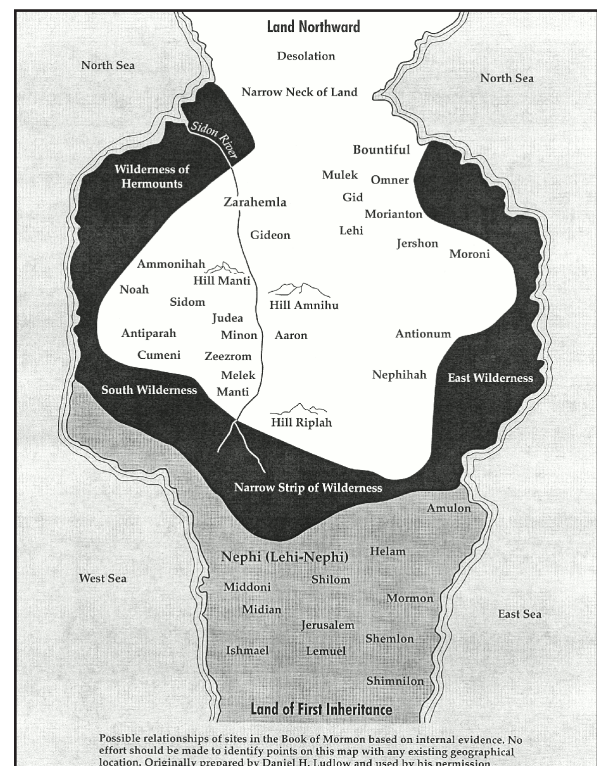 Land Northward
Desolation
North Sea
North Sea
Narrow Neck of Land
Sidon River
Bountiful
Wilderness of
Hermounts
Mulek
Omner
Gid
Zarahemla
Morianton
Gideon
Lehi
Jershon
Moroni
Ammonihah
Hill Manti
Noah
Sidom
Hill Amnihu
Judea
Antiparah
Minon
Aaron
Antionum
Cumeni
Zeezrom
Melek
Nephihah
East Wilderness
South Wilderness
Manti
Hill Riplah
Narrow Strip of Wilderness
Amulon
Nephi (Lehi-Nephi)
Helam
West Sea
Shilom
Middoni
Mormon
Midian
East Sea
Jerusalem
Shemlon
Ishmael
Lemuel
Shimnilon
Land of First Inheritance
Possible relationships of sites in the Book of Mormon based on internal evidence. No
effort should be made to identify points on this map with any existing geographical
location. Originally prepared by Daniel H. Ludlow and used by his permission